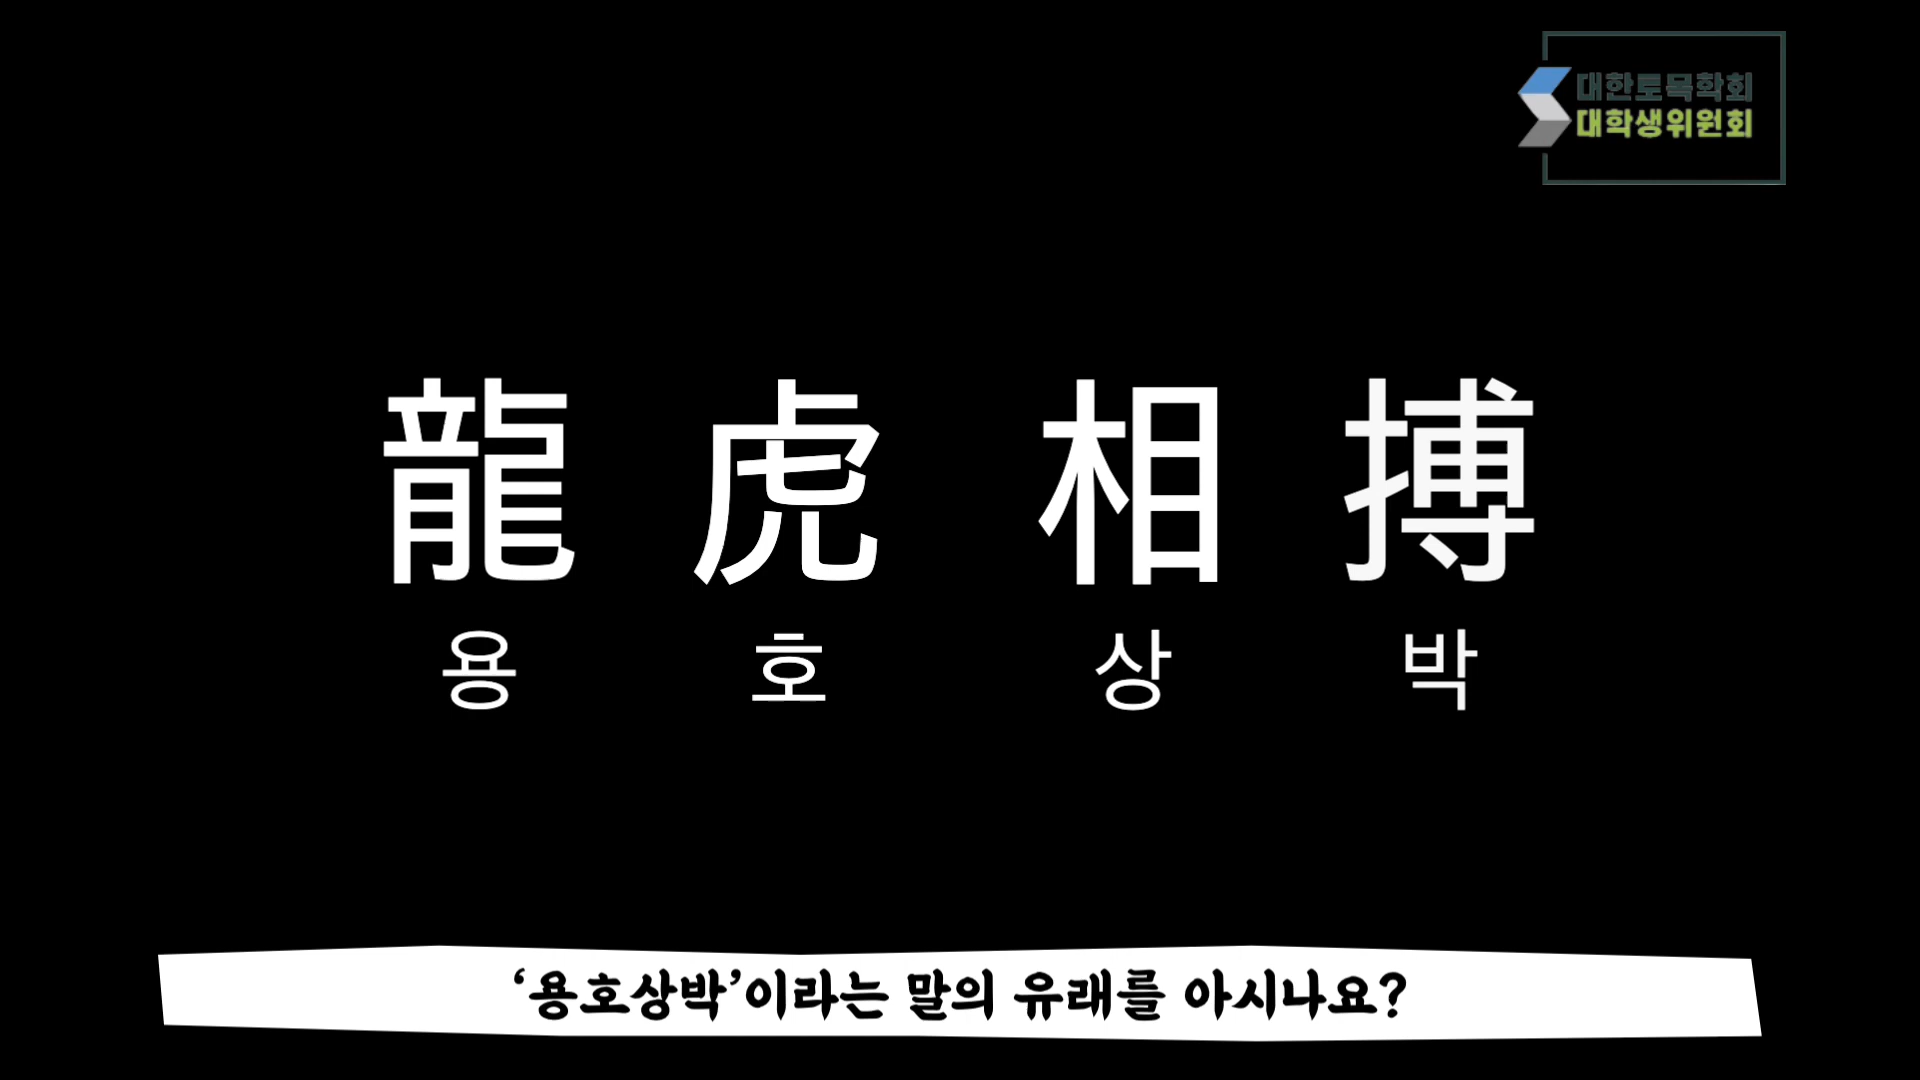 대한토목학회
대학생위원회
龍 虎 相 搏
용 호 상 박
‘용호상박’이라는 말의 유래를 아시나요?